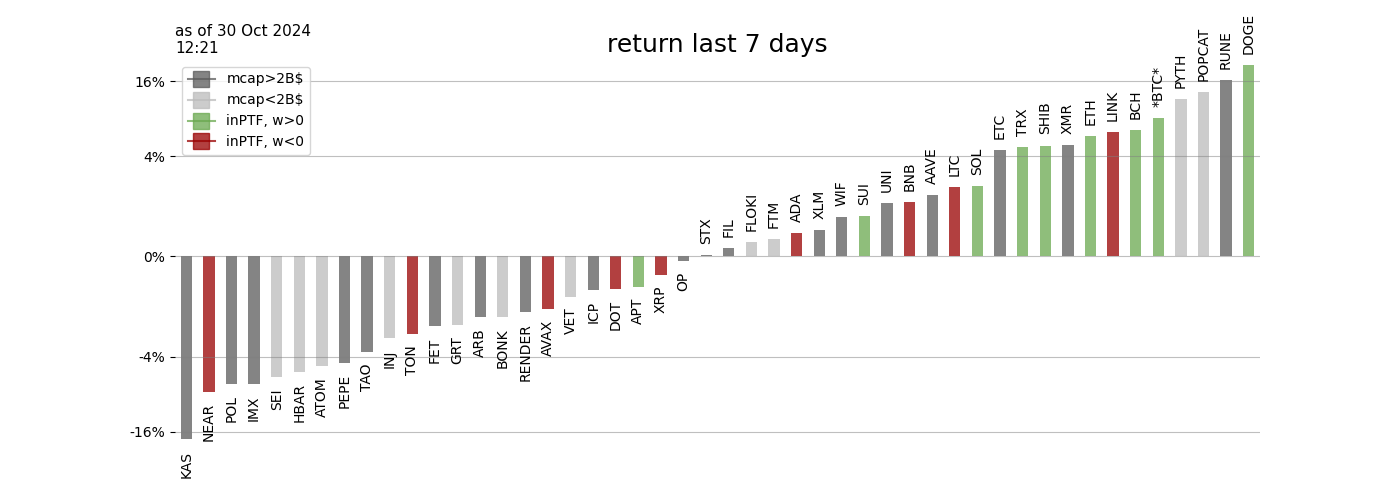 as of 30 Oct 2024
12:21
return last 7 days
mcap>2B$
mcap<2B$
inPTF, w>0
inPTF, w<0
16%
4%
0%
-4%
-16%
KAS
NEAR
POL
IMX
SEI
HBAR
ATOM
PEPE
TAO
INJ
TON
FET
GRT
ARB
BONK
RENDER
AVAX
VET
ICP
DOT
APT
XRP
OP
STX
FIL
FLOKI
FTM
ADA
XLM
WIF
SUI
UNI
BNB
AAVE
LTC
SOL
ETC
TRX
SHIB
XMR
ETH
LINK
BCH
*BTC*
PYTH
POPCAT
RUNE
DOGE